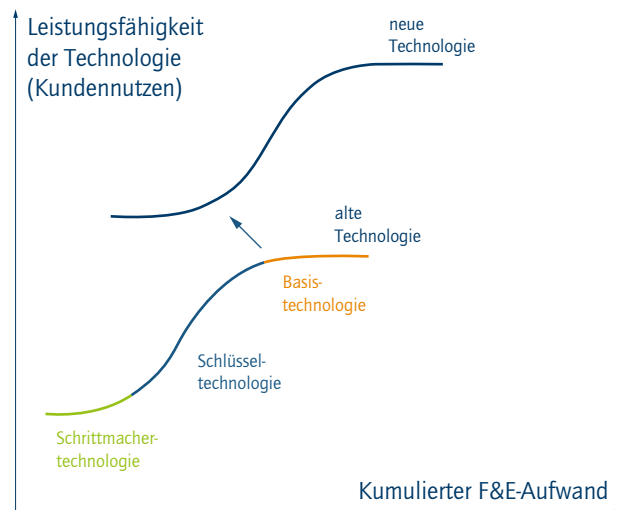 Leistungsfähigkeit
der Technologie
(Kundennutzen)
neue
Technologie
alte
Technologie
Basis-
technologie
Schlüssel-
technologie
Schrittmacher-
technologie
Kumulierter F&E-Aufwand